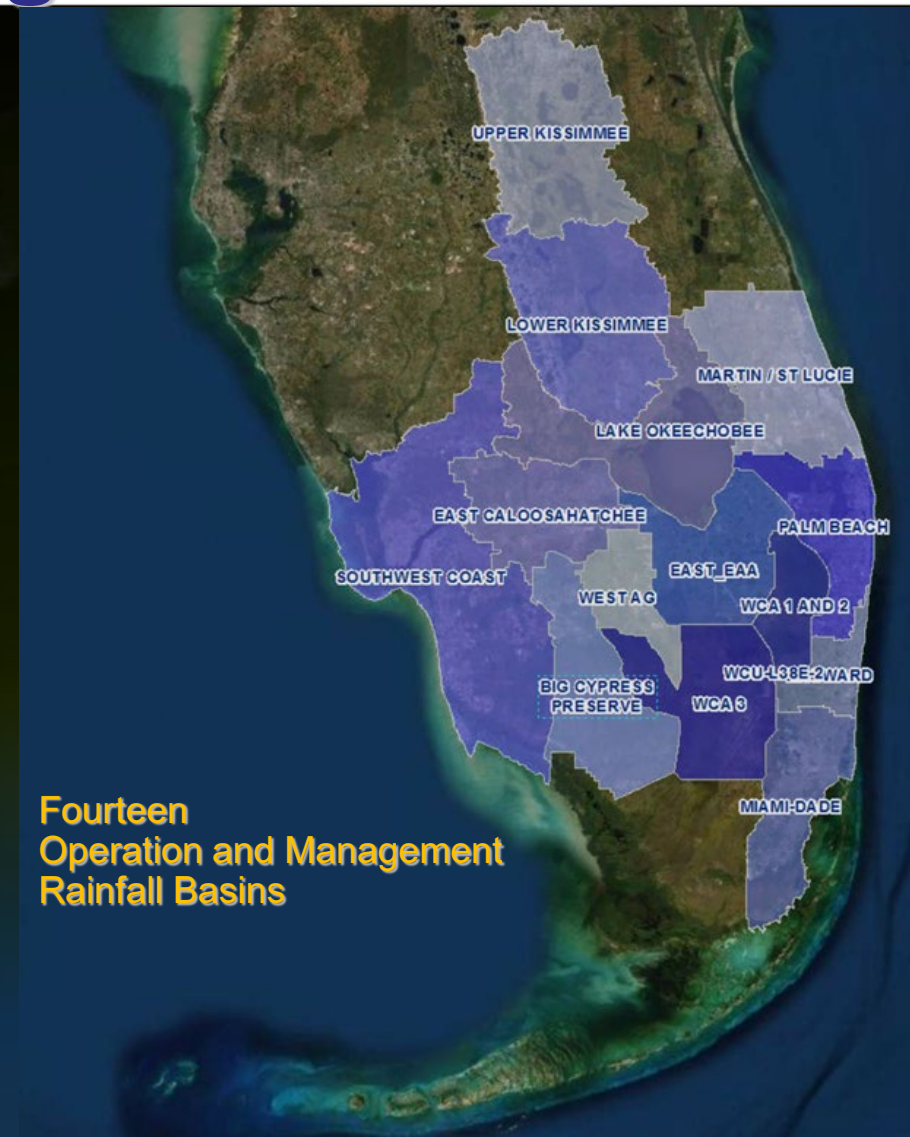 UPPER KISSIMMEE
LOWER KISSIMMEE
MARTIN / ST LUCIE
LAKE OKEECHOBEE
EAST CALOOSAHATCHEE
PALM BEACH
EAST_EAA
SOUTHWEST COAST
WEST AG
WCA 1 AND 2
WCU-L38E-2WARD
BIG CYPRESS
PRESERVE
WCA 3
MIAMI-DADE
Fourteen
Operation and Management
Rainfall Basins